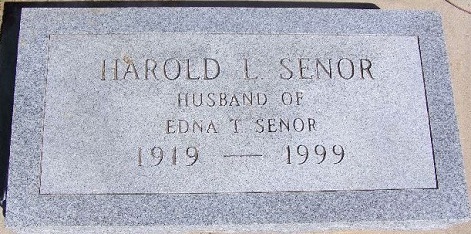 HAROLD L SENOR
HUSBAND OF
EDNA T SENOR
1919 — 1999